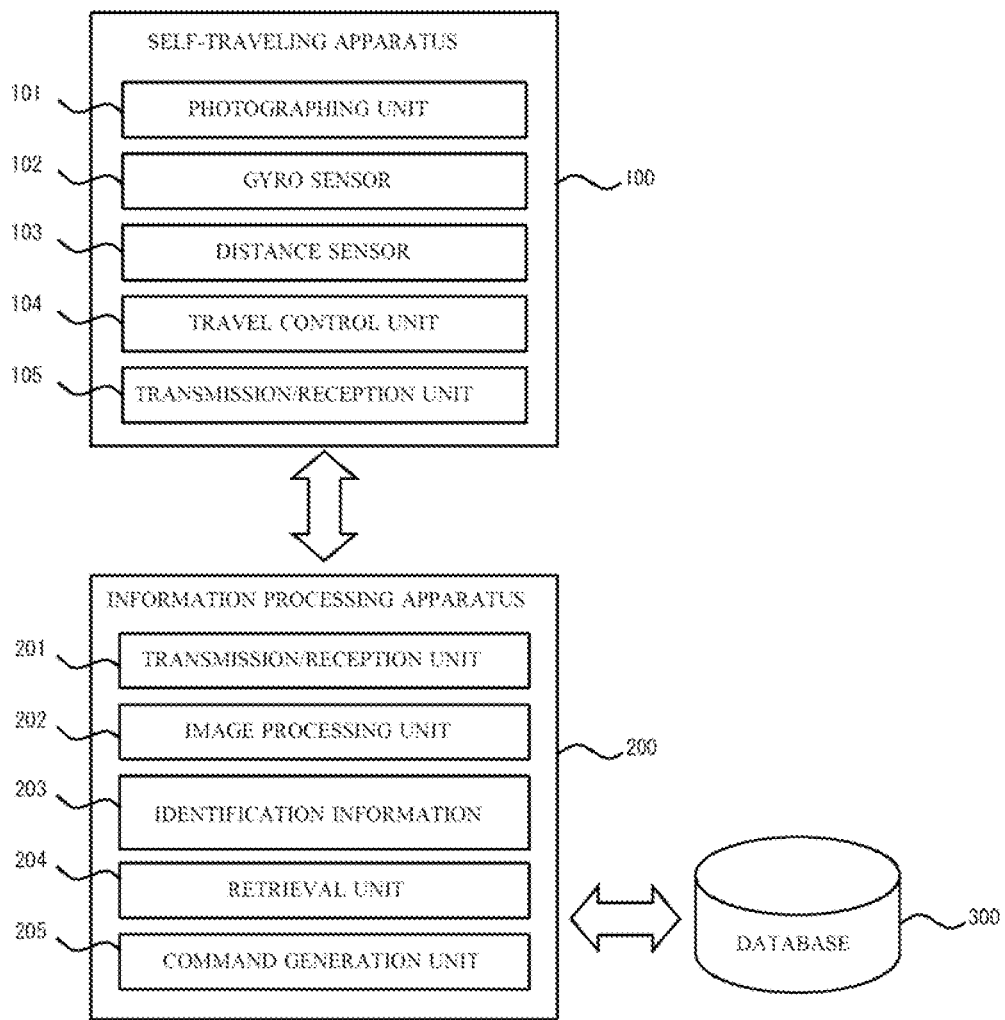 SELF-TRAVELING APPARATUS
101
PHOTOGRAPHING UNIT
102
GYRO SENSOR
100
103
DISTANCE SENSOR
104
TRAVEL CONTROL UNIT
105
TRANSMISSION/RECEPTION UNIT
INFORMATION PROCESSING APPARATUS
201
TRANSMISSION/RECEPTION UNIT
202
IMAGE PROCESSING UNIT
200
203
IDENTIFICATION INFORMATION
204
RETRIEVAL UNIT
205
COMMAND GENERATION UNIT
300
DATABASE